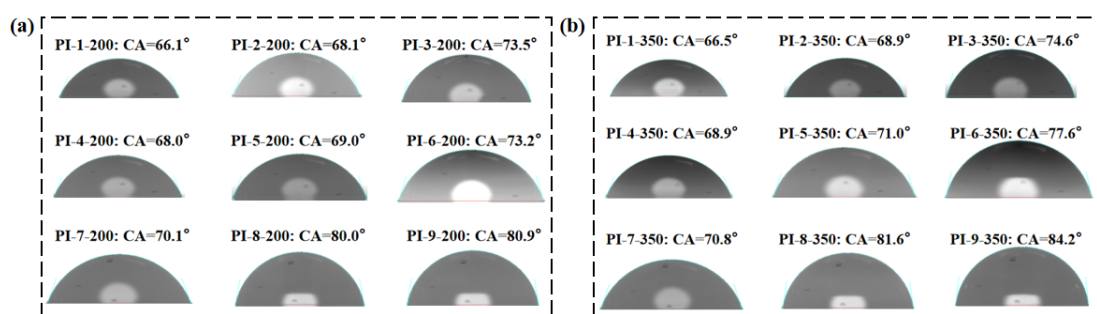 (a)
PI-1-200: CA=66.1° PI-2-200: CA=68.1° PI-3-200: CA=73.5°
PI-4-200: CA=68.0° PI-5-200: CA=69.0° PI-6-200: CA=73.2°
PI-7-200: CA=70.1° PI-8-200: CA=80.0° PI-9-200: CA=80.9°
(b)
PI-1-350: CA=66.5° PI-2-350: CA=68.9° PI-3-350: CA=74.6°
PI-4-350: CA=68.9° PI-5-350: CA=71.0° PI-6-350: CA=77.6°
PI-7-350: CA=70.8° PI-8-350: CA=81.6° PI-9-350: CA=84.2°